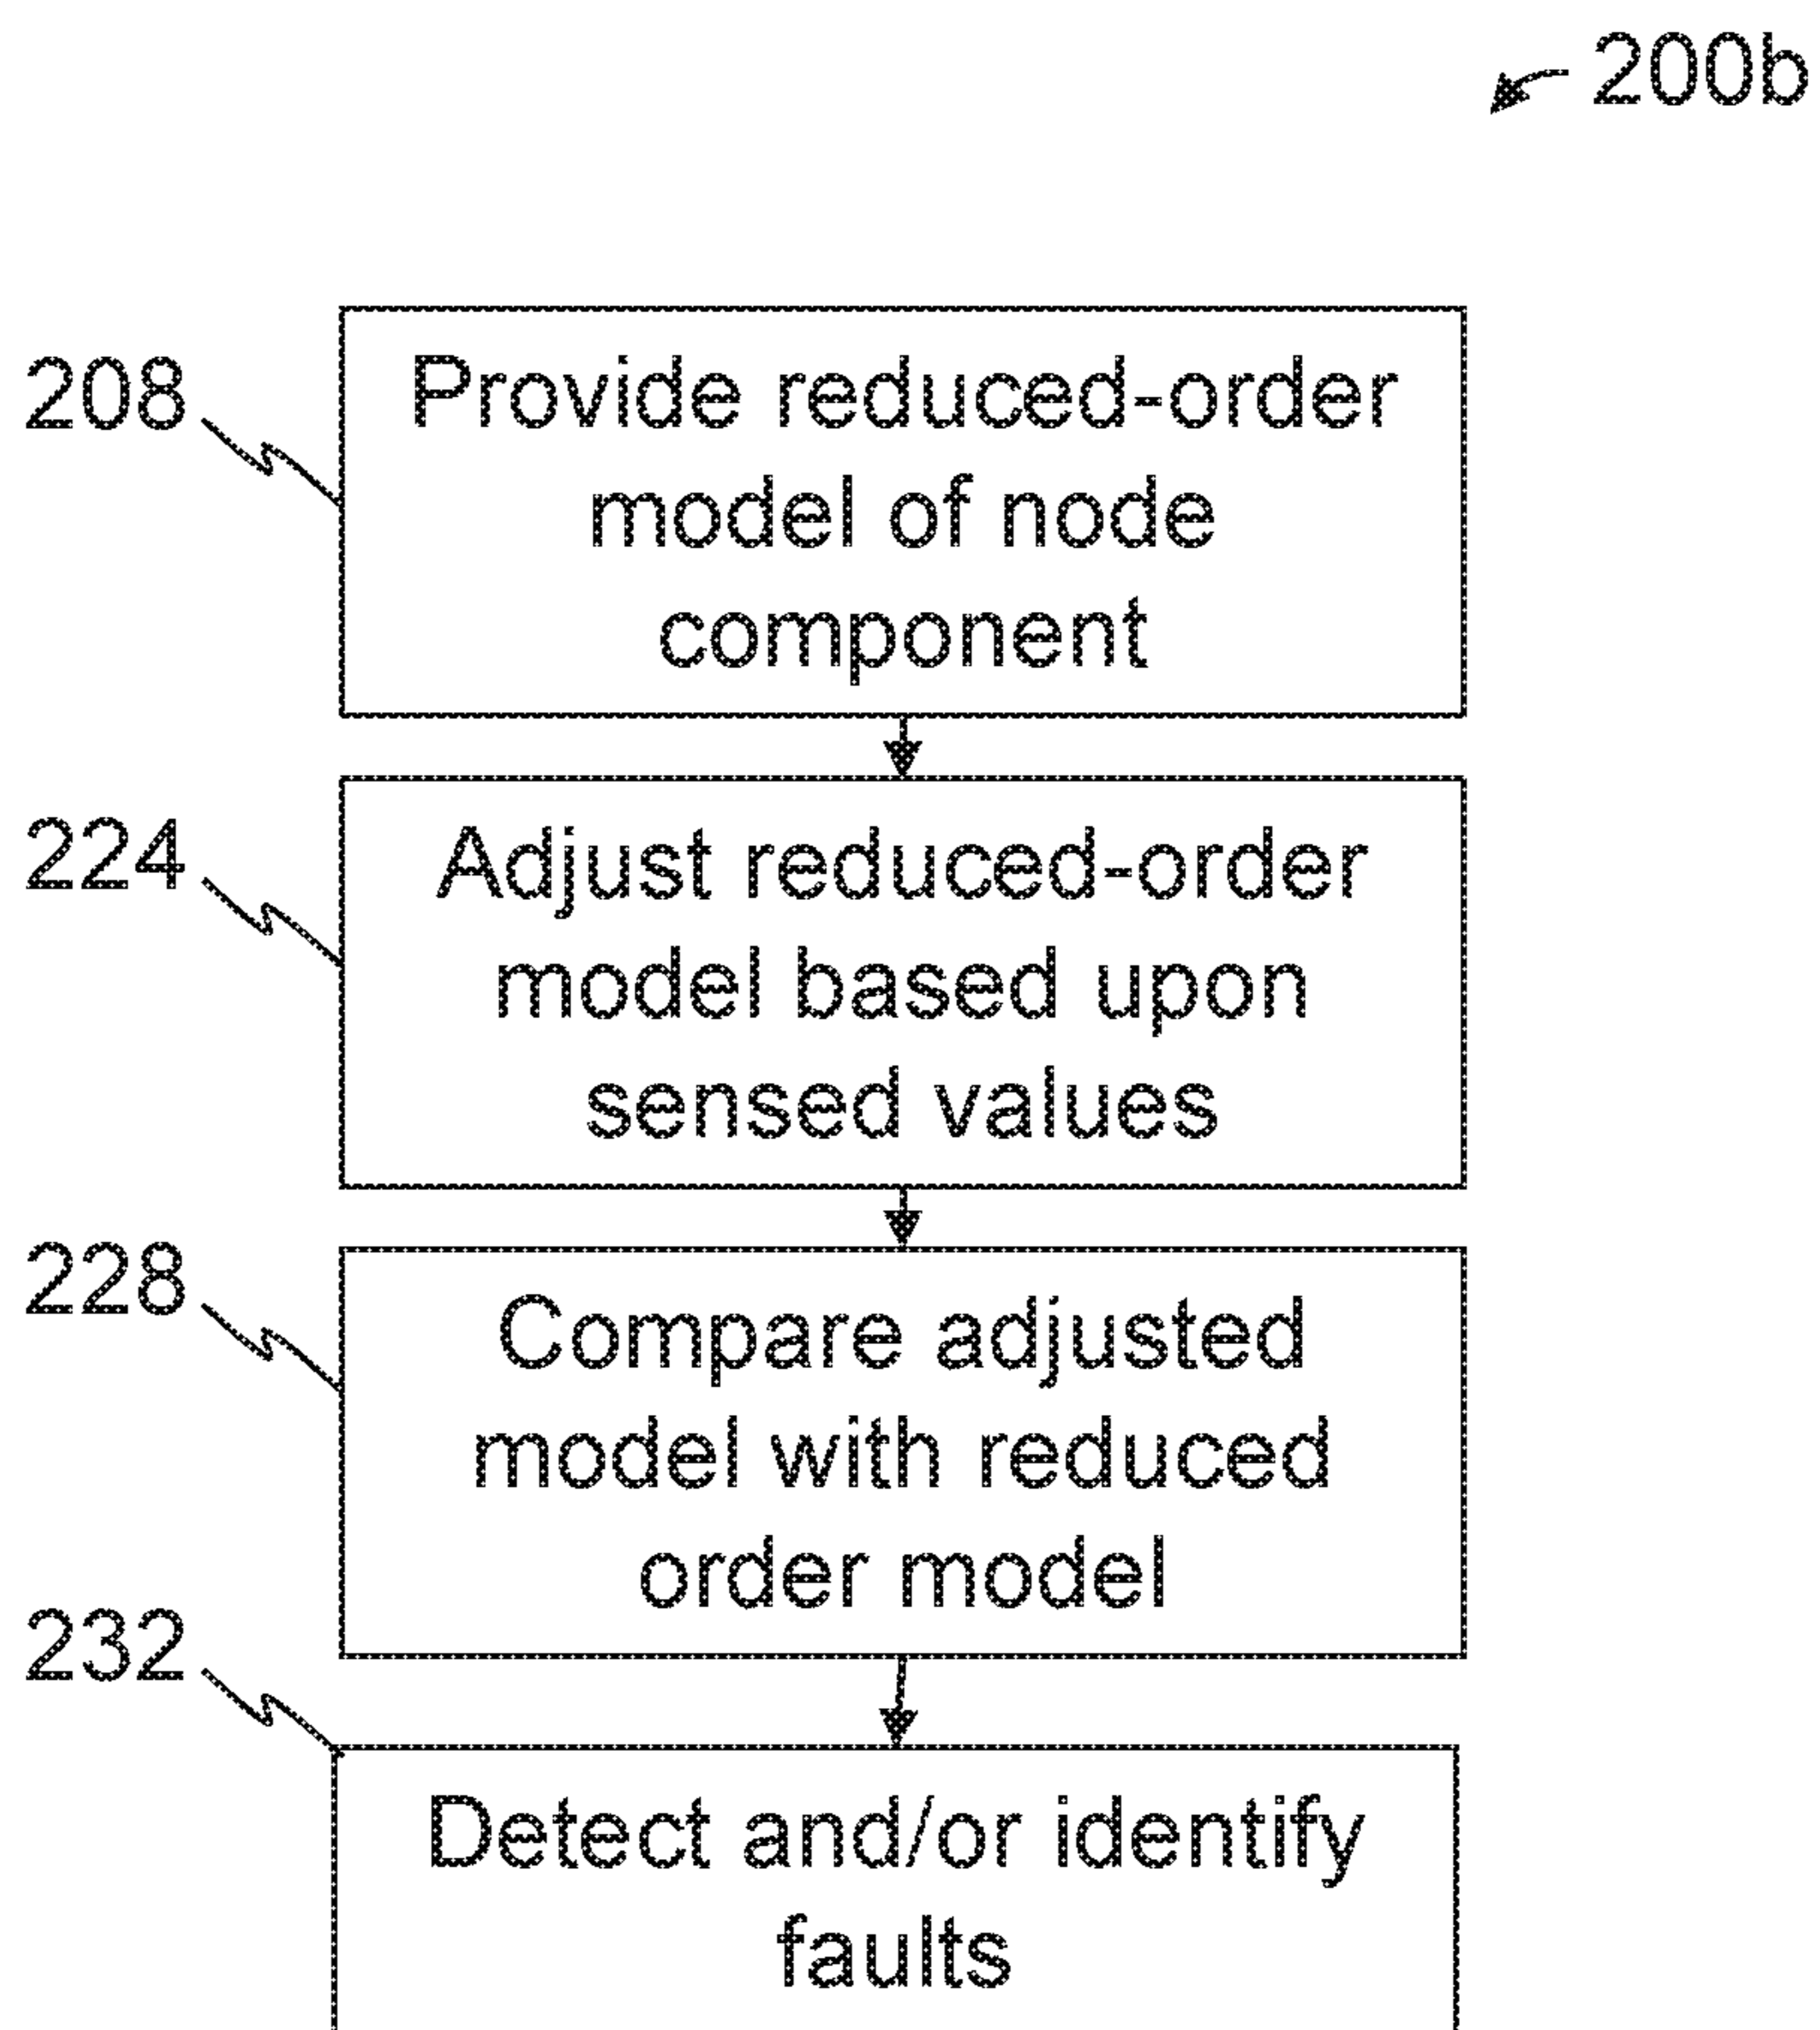 200b
208
Provide reduced-order
model of node
component
224
Adjust reduced-order
model based upon
sensed values
228
Compare adjusted
model with reduced
order model
232
Detect and/or identify
faults